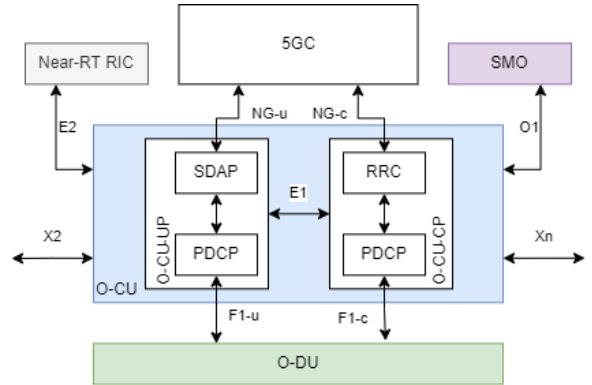 5GC
Near-RT RIC
SMO
NG-u
NG-c
E2
O1
SDAP
RRC
E1
O-CU-UP
O-CU-CP
X2
Xn
PDCP
PDCP
O-CU
F1-u
F1-c
O-DU